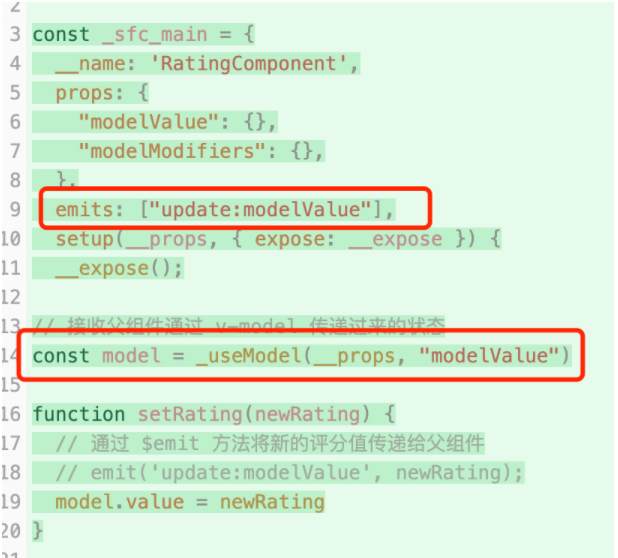 2
3 const _sfc_main = {
4   __name: 'RatingComponent',
5   props: {
6     "modelValue": {},
7     "modelModifiers": {},
8   },
9   emits: ["update:modelValue"],
10   setup(__props, { expose: __expose }) {
11   __expose();
12
13 // 接收父组件通过 v-model 传递过来的状态
14 const model = _useModel(__props, "modelValue")
15
16 function setRating(newRating) {
17   // 通过 $emit 方法将新的评分值传递给父组件
18   // emit('update:modelValue', newRating);
19   model.value = newRating
20 }